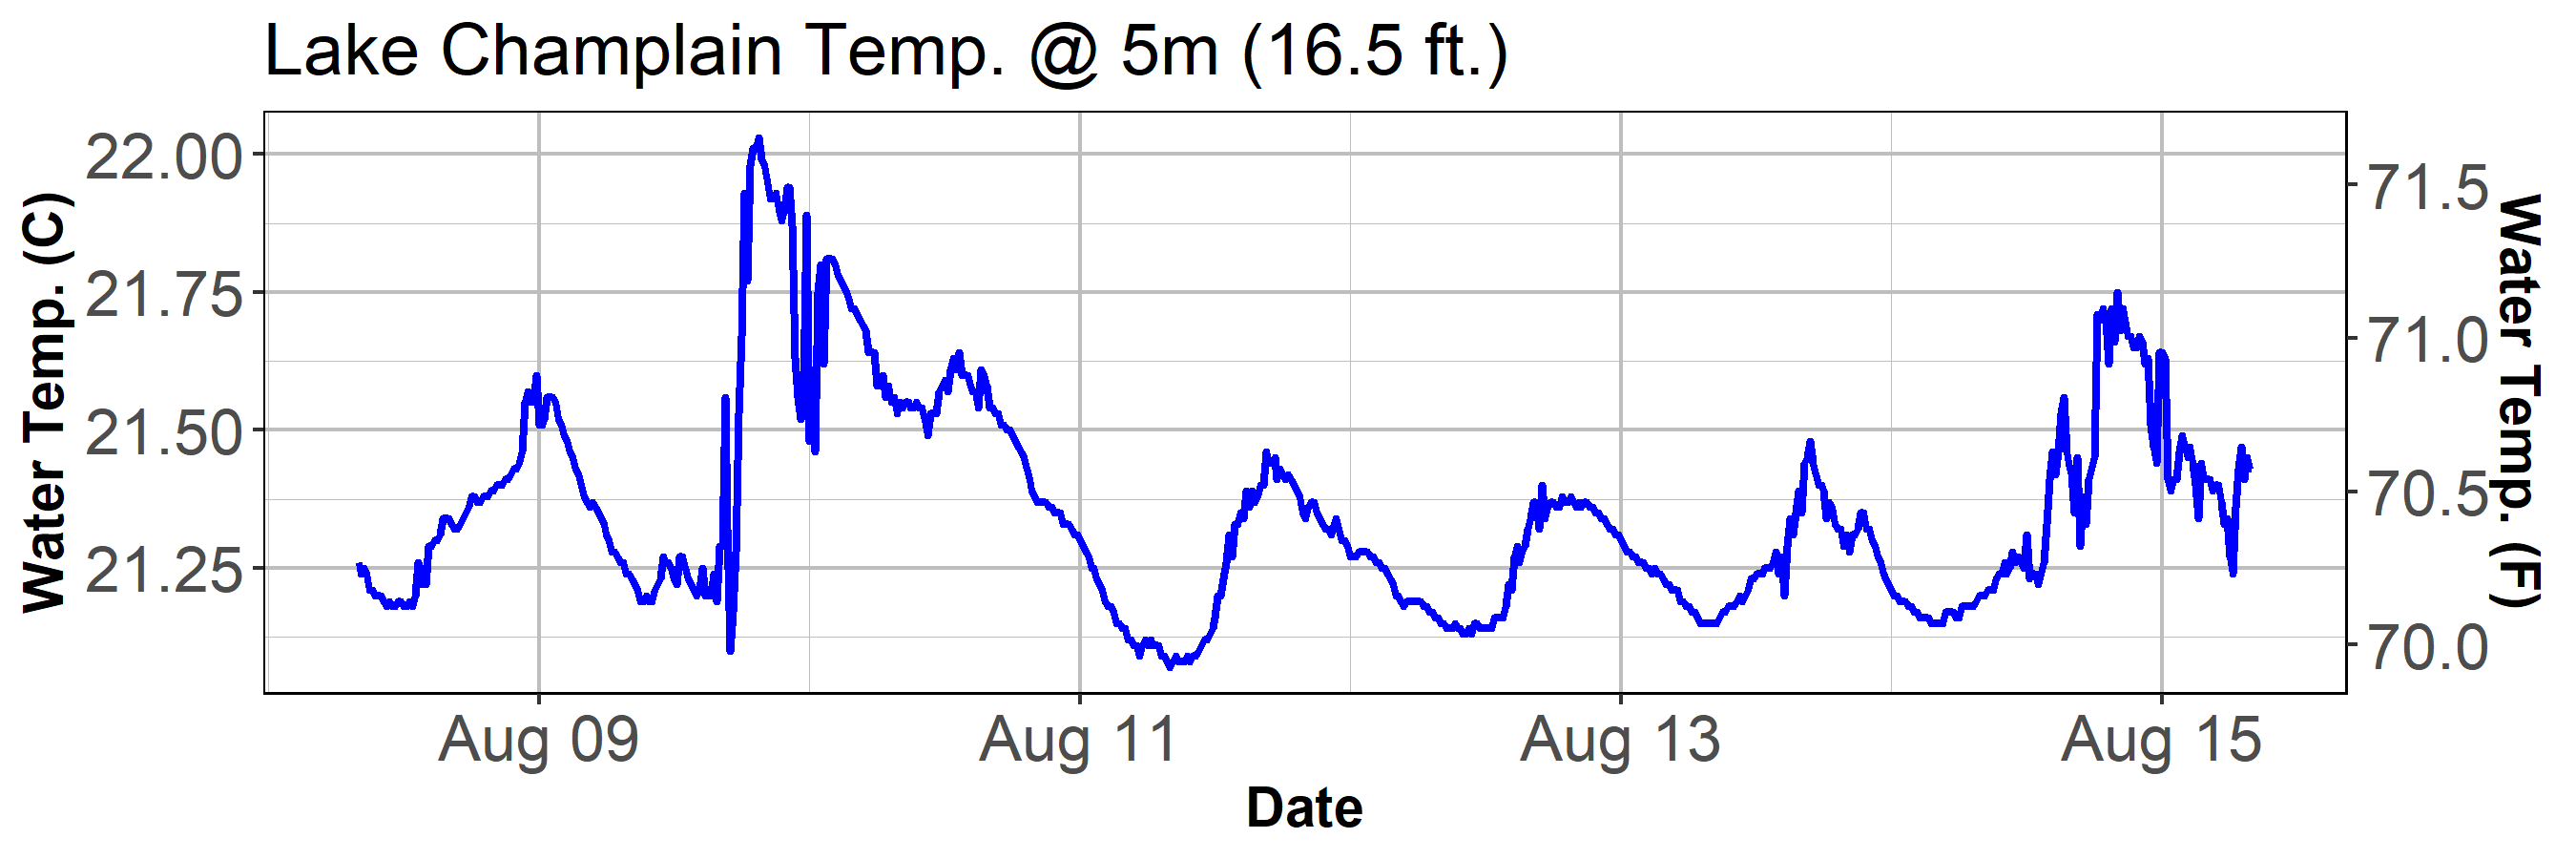 Lake Champlain Temp. @ 5m (16.5 ft.)
Water Temp. (C)
22.00
21.75
21.50
21.25
71.5
71.0
70.5
70.0
Water Temp. (F)
Aug 09 Aug 11 Aug 13 Aug 15
Date